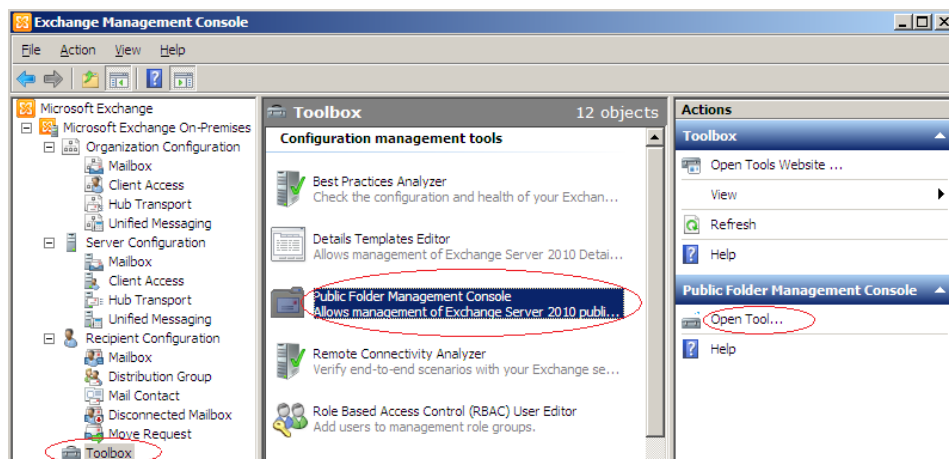 Exchange Management Console
File Action View Help
Microsoft Exchange
Microsoft Exchange On-Premises
Organization Configuration
Mailbox
Client Access
Hub Transport
Unified Messaging
Server Configuration
Mailbox
Client Access
Hub Transport
Unified Messaging
Recipient Configuration
Mailbox
Distribution Group
Mail Contact
Disconnected Mailbox
Move Request
Toolbox
Toolbox 12 objects
Configuration management tools
Best Practices Analyzer
Check the configuration and health of your Exchan...
Details Templates Editor
Allows management of Exchange Server 2010 Detai...
Public Folder Management Console
Allows management of Exchange Server 2010 publi...
Remote Connectivity Analyzer
Verify end-to-end scenarios with your Exchange se...
Role Based Access Control (RBAC) User Editor
Add users to management role groups.
Actions
Toolbox
Open Tools Website ...
View
Refresh
Help
Public Folder Management Console
Open Tool...
Help